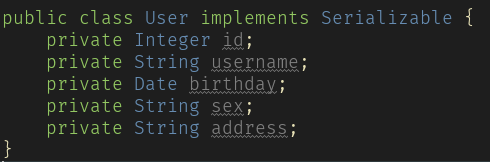 public class User implements Serializable {
    private Integer id;
    private String username;
    private Date birthday;
    private String sex;
    private String address;
}